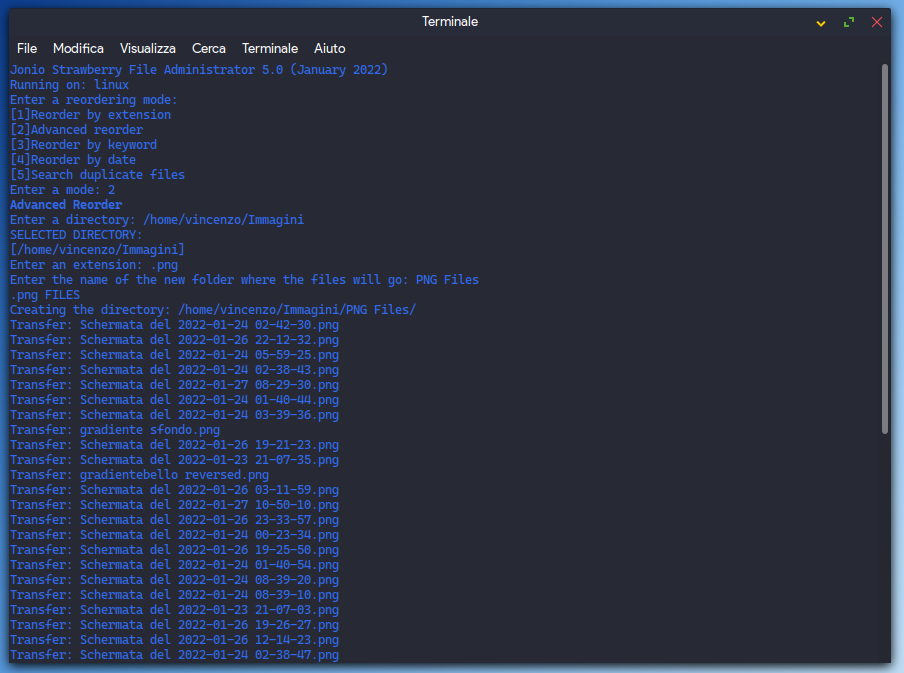 Terminale
File Modifica Visualizza Cerca Terminale Aiuto
Jonio Strawberry File Administrator 5.0 (January 2022)
Running on: linux
Enter a reordering mode:
[1]Reorder by extension
[2]Advanced reorder
[3]Reorder by keyword
[4]Reorder by date
[5]Search duplicate files
Enter a mode: 2
Advanced Reorder
Enter a directory: /home/vincenzo/Immagini
SELECTED DIRECTORY:
[/home/vincenzo/Immagini]
Enter an extension: .png
Enter the name of the new folder where the files will go: PNG Files
.png FILES
Creating the directory: /home/vincenzo/Immagini/PNG Files/
Transfer: Schermata del 2022-01-24 02-42-30.png
Transfer: Schermata del 2022-01-26 22-12-32.png
Transfer: Schermata del 2022-01-24 05-59-25.png
Transfer: Schermata del 2022-01-24 02-38-43.png
Transfer: Schermata del 2022-01-27 08-29-30.png
Transfer: Schermata del 2022-01-24 01-40-44.png
Transfer: Schermata del 2022-01-24 03-39-36.png
Transfer: gradiente sfondo.png
Transfer: Schermata del 2022-01-26 19-21-23.png
Transfer: Schermata del 2022-01-23 21-07-35.png
Transfer: gradientebello reversed.png
Transfer: Schermata del 2022-01-26 03-11-59.png
Transfer: Schermata del 2022-01-27 10-50-10.png
Transfer: Schermata del 2022-01-26 23-33-57.png
Transfer: Schermata del 2022-01-24 00-23-34.png
Transfer: Schermata del 2022-01-26 19-25-50.png
Transfer: Schermata del 2022-01-24 01-40-54.png
Transfer: Schermata del 2022-01-24 08-39-20.png
Transfer: Schermata del 2022-01-24 08-39-10.png
Transfer: Schermata del 2022-01-23 21-07-03.png
Transfer: Schermata del 2022-01-26 19-26-27.png
Transfer: Schermata del 2022-01-26 12-14-23.png
Transfer: Schermata del 2022-01-24 02-38-47.png